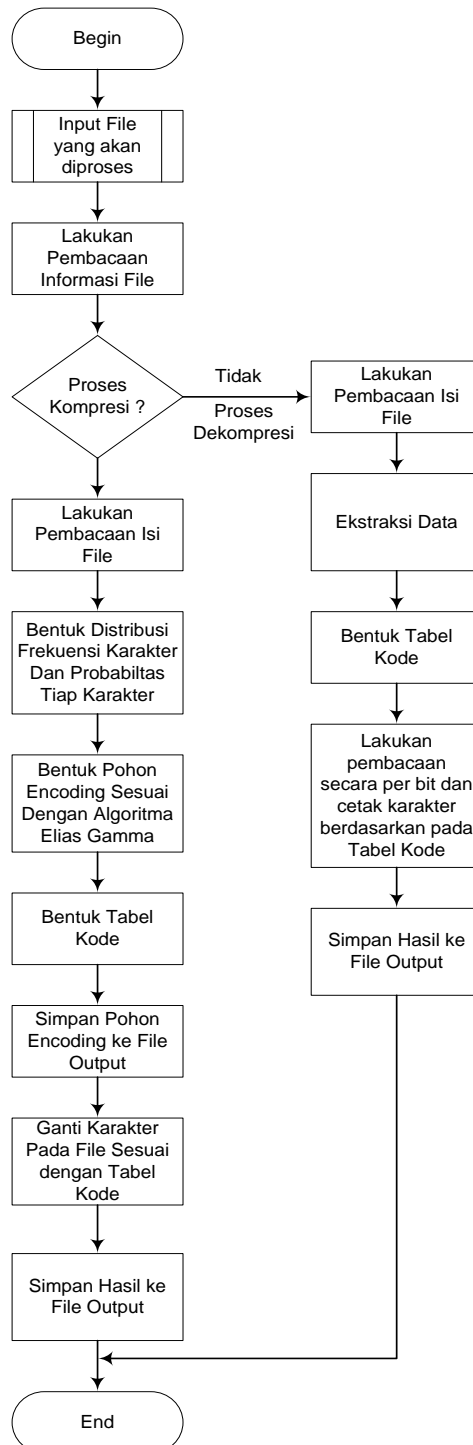 Begin
Input File
yang akan
diproses
Lakukan
Pembacaan
Informasi File
Proses
Kompresi ?
Tidak
Proses
Dekompresi
Lakukan
Pembacaan Isi
File
Ekstraksi Data
Bentuk Tabel
Kode
Lakukan
pembacaan
secara per bit dan
cetak karakter
berdasarkan pada
Tabel Kode
Simpan Hasil ke
File Output
Lakukan
Pembacaan Isi
File
Bentuk Distribusi
Frekuensi Karakter
Dan Probabiltas
Tiap Karakter
Bentuk Pohon
Encoding Sesuai
Dengan Algoritma
Elias Gamma
Bentuk Tabel
Kode
Simpan Pohon
Encoding ke File
Output
Ganti Karakter
Pada File Sesuai
dengan Tabel
Kode
Simpan Hasil ke
File Output
End